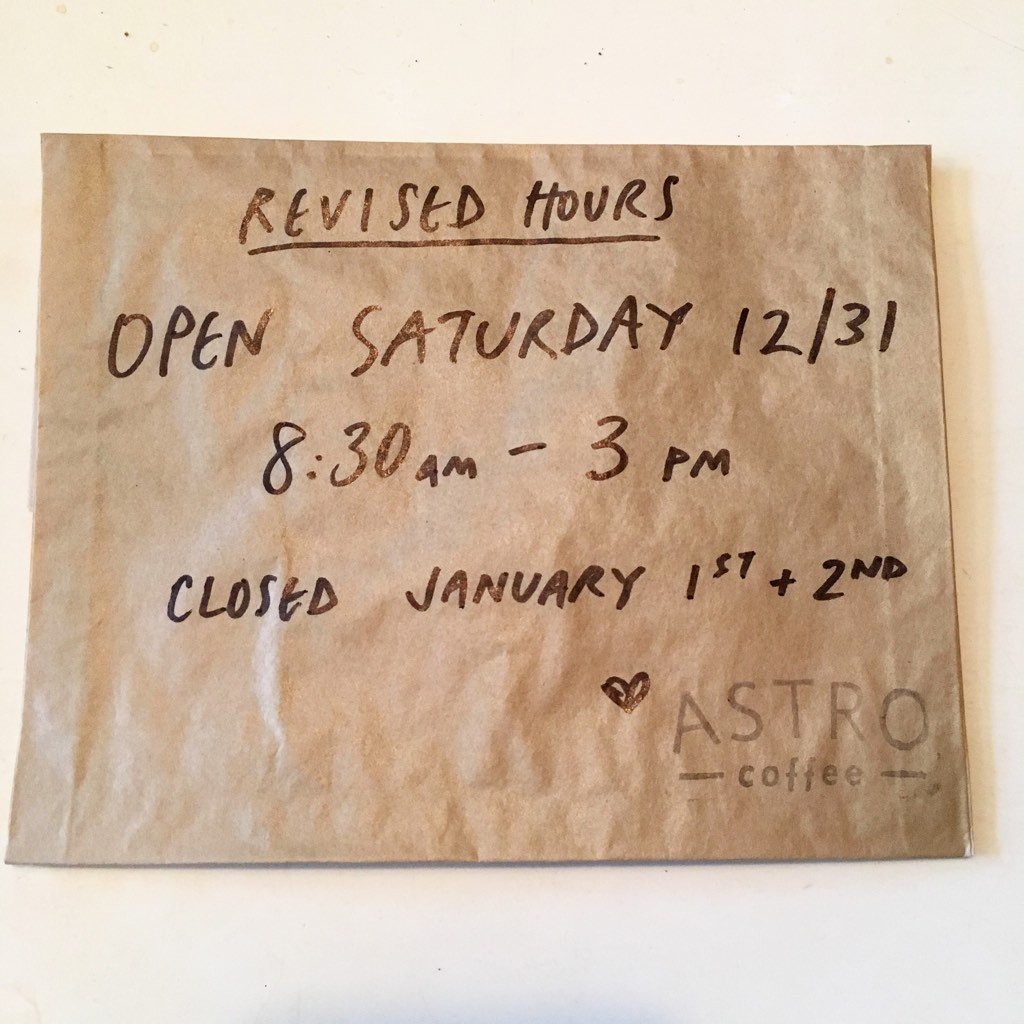 REVISED HOURS
OPEN SATURDAY 12/31
8:30am - 3 PM
CLOSED JANUARY 1ST + 2ND
ASTRO
— coffee —